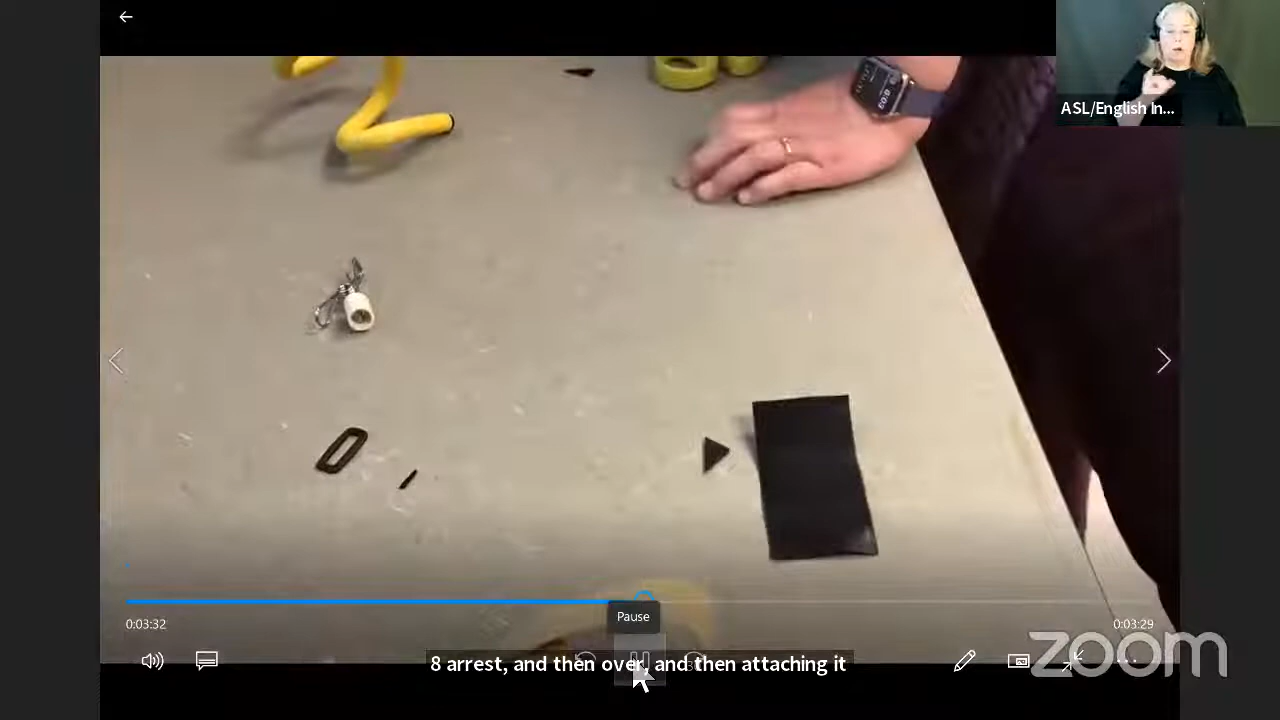 ASL/English In...
Pause
0:03:32
0:03:29
8 arrest, and then over, and then attaching it
zoom